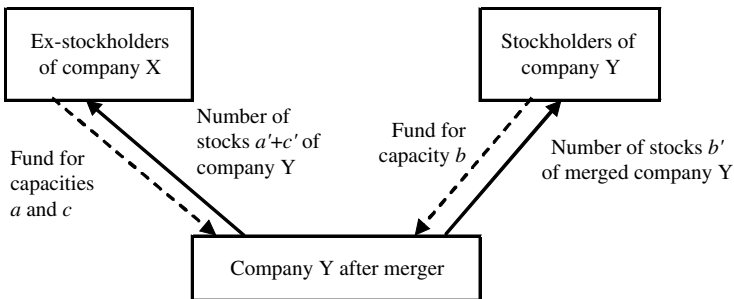 Ex-stockholders
of company X
Stockholders of
company Y
Number of
stocks a'+c' of
company Y
Fund for
capacity b
Number of stocks b'
of merged company Y
Fund for
capacities
a and c
Company Y after merger